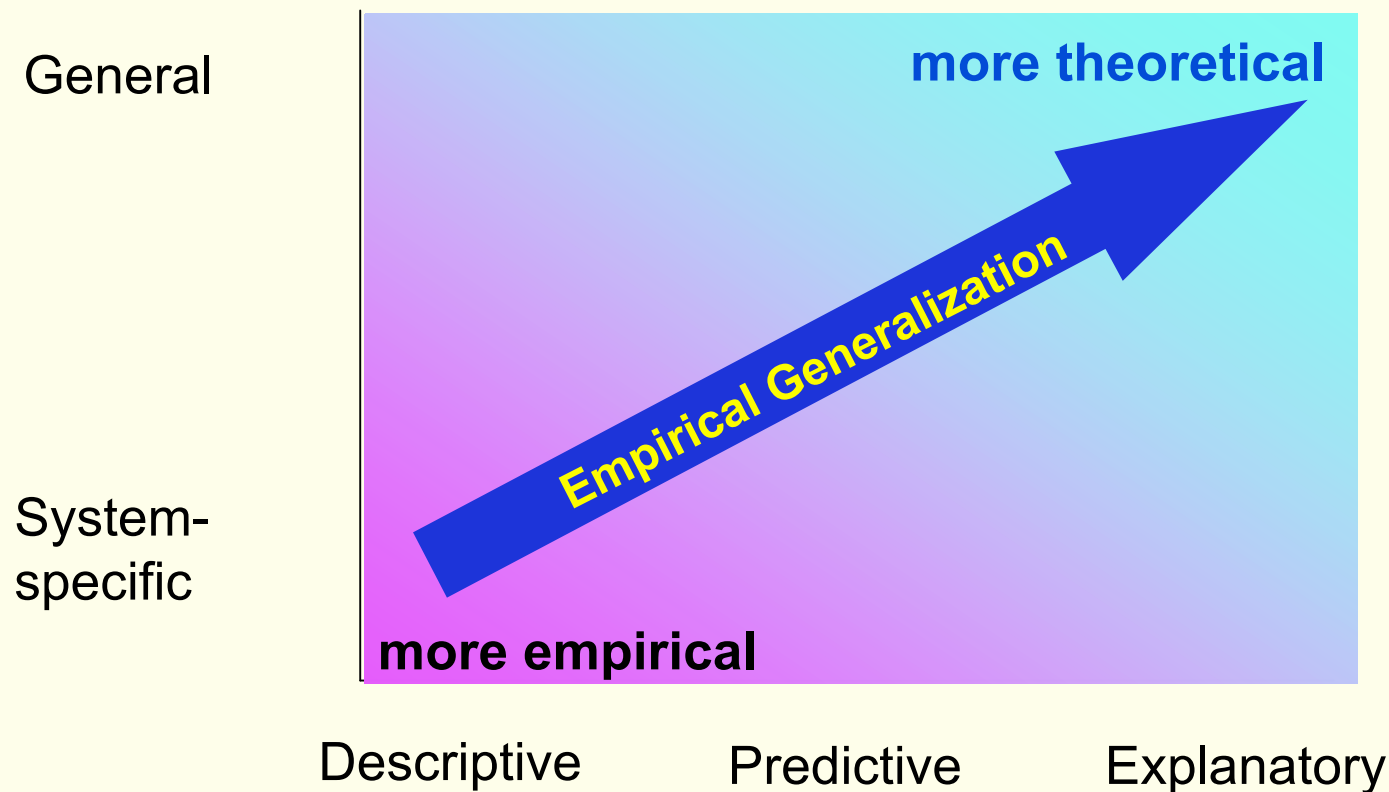 General
more theoretical
Empirical Generalization
System-
specific
more empirical
Descriptive
Predictive
Explanatory